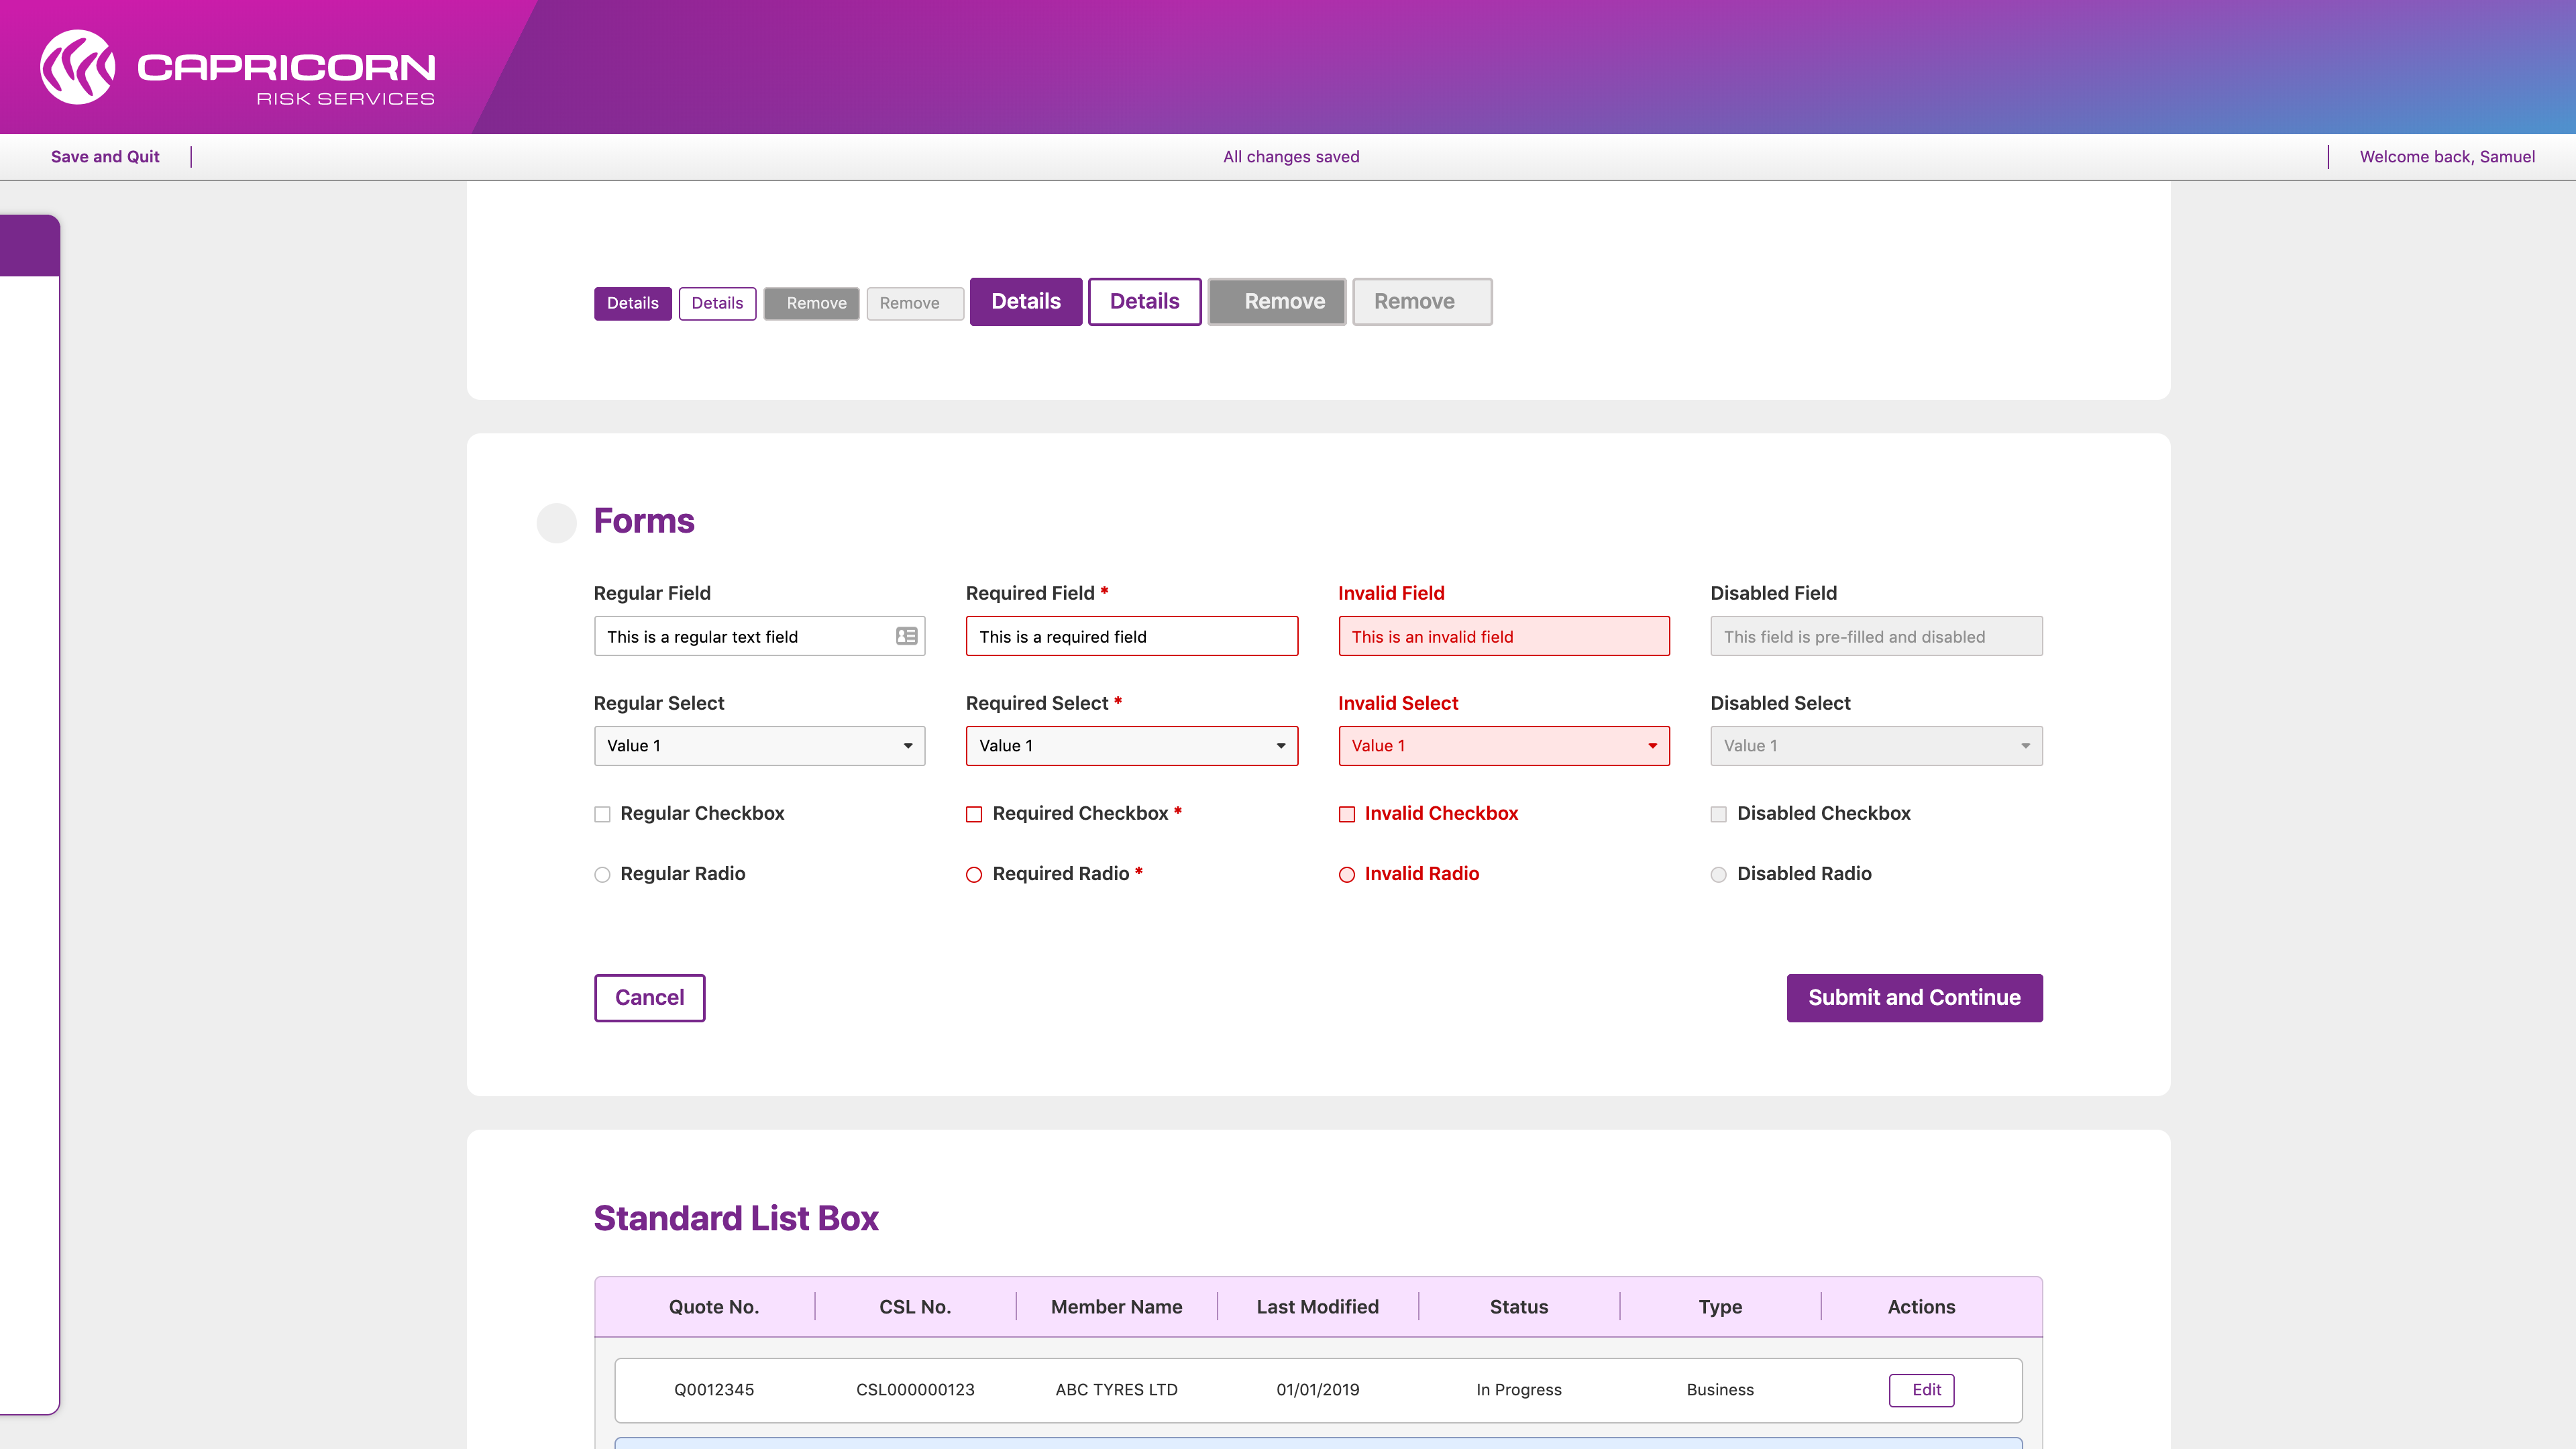 CAPRICORN
RISK SERVICES
Save and Quit All changes saved Welcome back, Samuel
Details Details Remove Remove Details Details Remove Remove
Forms
Regular Field Required Field * Invalid Field Disabled Field
This is a regular text field This is a required field This is an invalid field This field is pre-filled and disabled
Regular Select Required Select * Invalid Select Disabled Select
Value 1 Value 1 Value 1 Value 1
Regular Checkbox Required Checkbox * Invalid Checkbox Disabled Checkbox
Regular Radio Required Radio * Invalid Radio Disabled Radio
Cancel Submit and Continue
Standard List Box
Quote No. CSL No. Member Name Last Modified Status Type Actions
Q0012345 CSL000000123 ABC TYRES LTD 01/01/2019 In Progress Business Edit